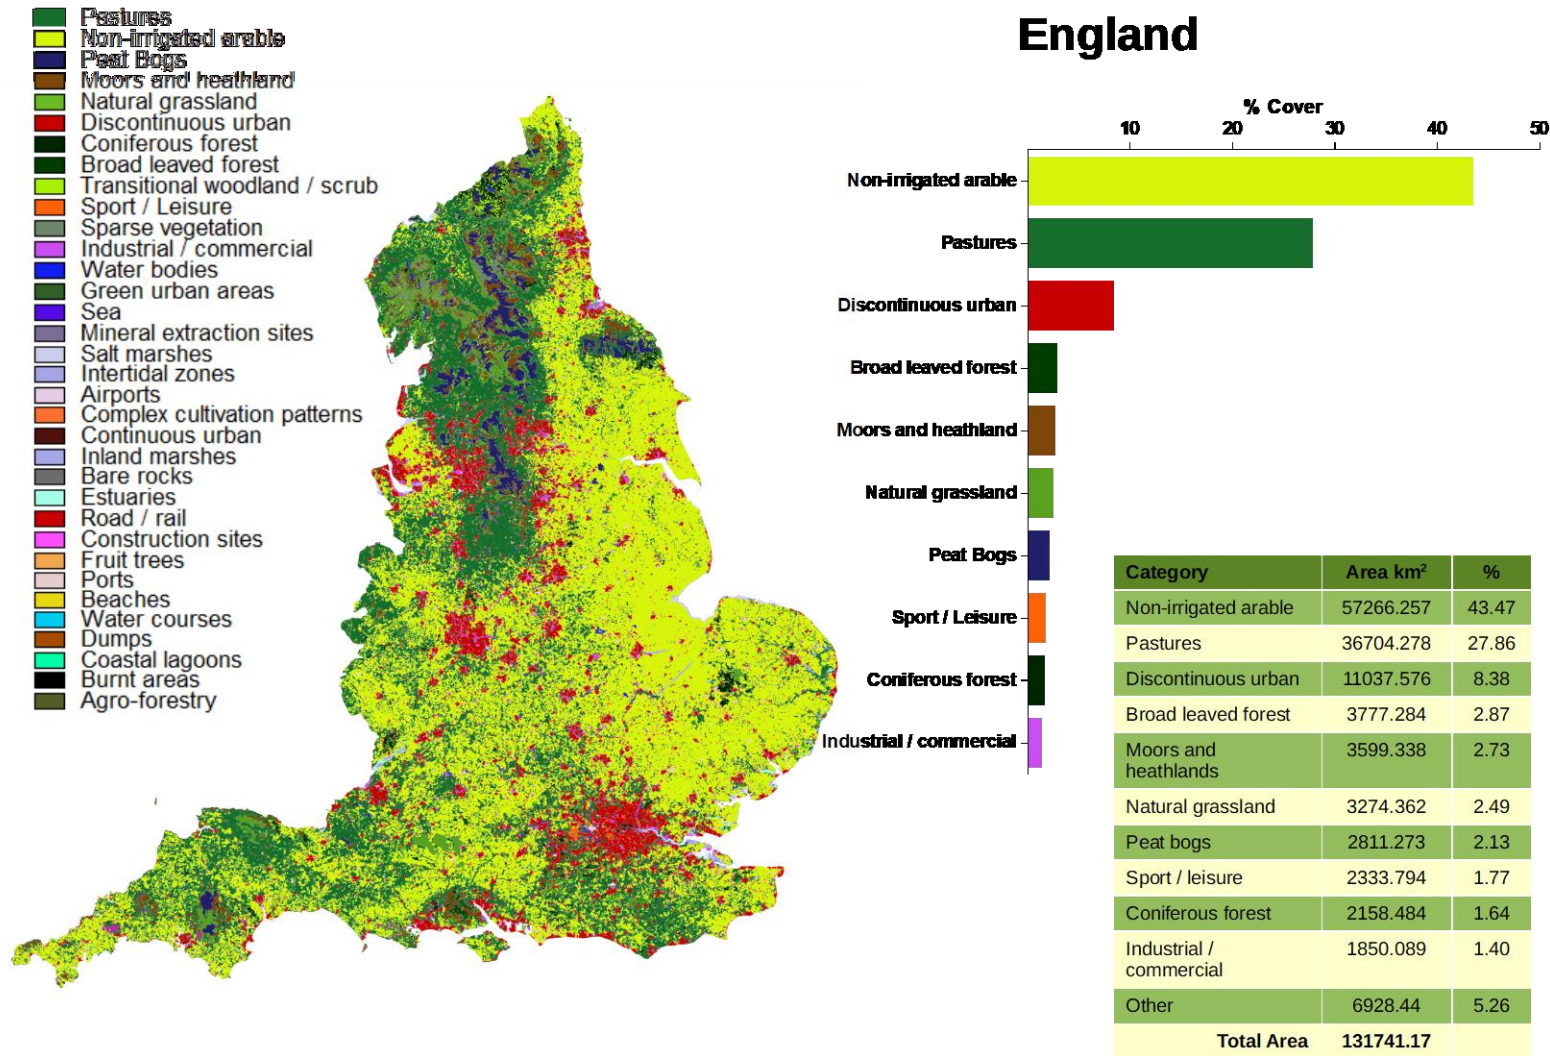 Pastures
Non-irrigated arable
Peat Bogs
Moors and heathland
Natural grassland
Discontinuous urban
Coniferous forest
Broad leaved forest
Transitional woodland / scrub
Sport / Leisure
Sparse vegetation
Industrial / commercial
Water bodies
Green urban areas
Sea
Mineral extraction sites
Salt marshes
Intertidal zones
Airports
Complex cultivation patterns
Continuous urban
Inland marshes
Bare rocks
Estuaries
Road / rail
Construction sites
Fruit trees
Ports
Beaches
Water courses
Dumps
Coastal lagoons
Burnt areas
Agro-forestry
England
% Cover
10 20 30 40 50
Non-irrigated arable
Pastures
Discontinuous urban
Broad leaved forest
Moors and heathland
Natural grassland
Peat Bogs
Sport / Leisure
Coniferous forest
Industrial / commercial
Category Area km² %
Non-irrigated arable 57266.257 43.47
Pastures 36704.278 27.86
Discontinuous urban 11037.576 8.38
Broad leaved forest 3777.284 2.87
Moors and 3599.338 2.73
heathlands
Natural grassland 3274.362 2.49
Peat bogs 2811.273 2.13
Sport / leisure 2333.794 1.77
Coniferous forest 2158.484 1.64
Industrial / 1850.089 1.40
commercial
Other 6928.44 5.26
Total Area 131741.17